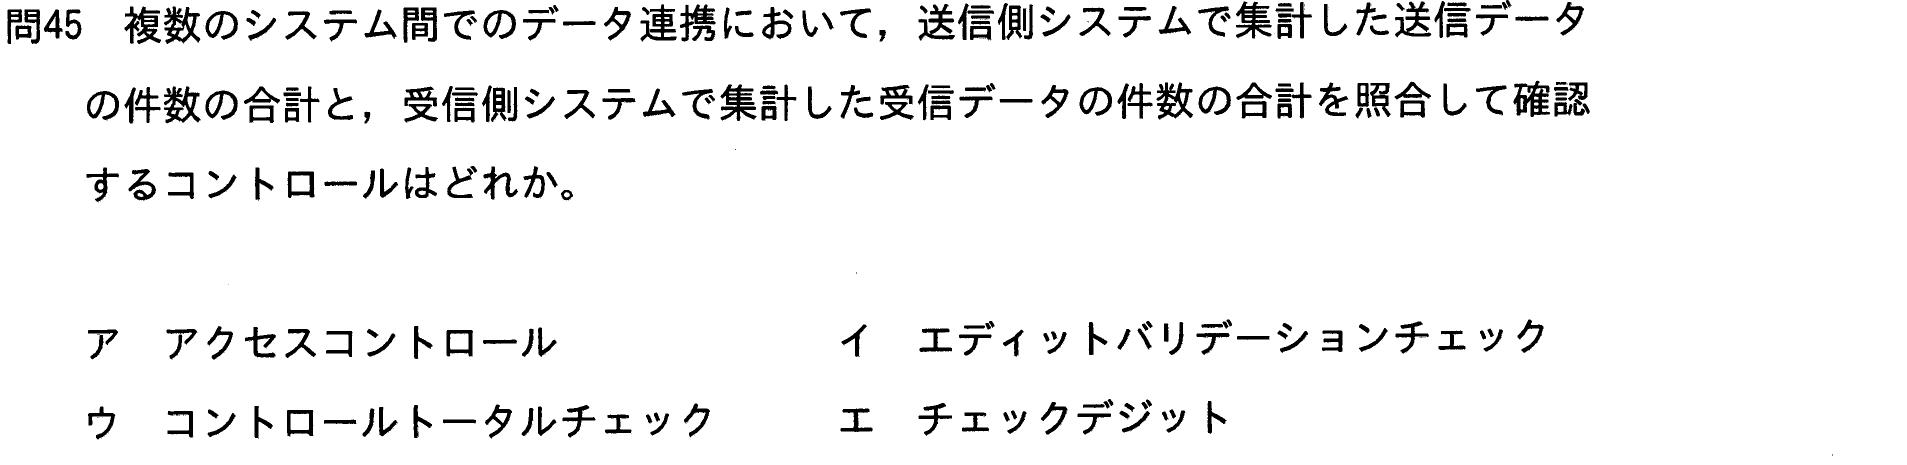 問45 複数のシステム間でのデータ連携において，送信側システムで集計した送信データ
の件数の合計と，受信側システムで集計した受信データの件数の合計を照合して確認
するコントロールはどれか。
ア アクセスコントロール イ エディットバリデーションチェック
ウ コントロールトータルチェック エ チェックデジット